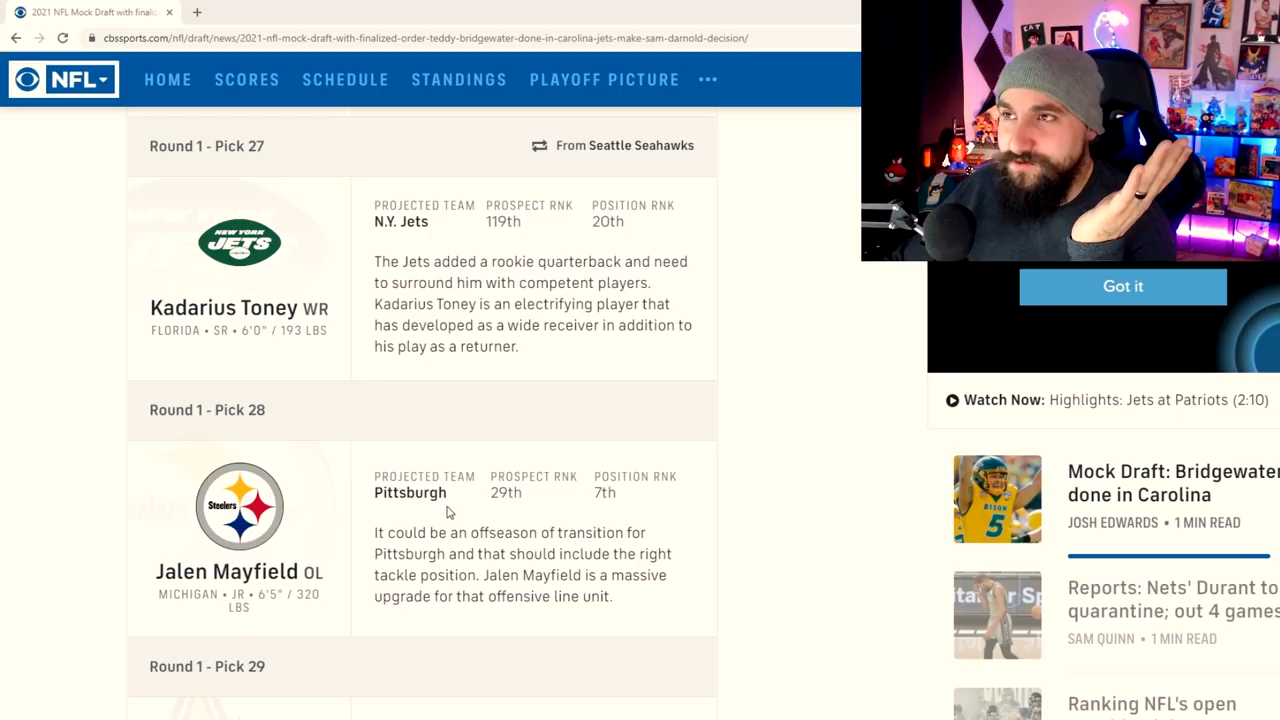 2021 NFL Mock Draft with finaliz
cbssports.com/nfl/draft/news/2021-nfl-mock-draft-with-finalized-order-teddy-bridgewater-done-in-carolina-jets-make-sam-darnold-decision/
NFL
HOME
SCORES
SCHEDULE
STANDINGS
PLAYOFF PICTURE
Round 1 - Pick 27
From Seattle Seahawks
NEW YORK
JETS
Kadarius Toney WR
FLORIDA • SR • 6'0" / 193 LBS
PROJECTED TEAM
N.Y. Jets
PROSPECT RNK
119th
POSITION RNK
20th
The Jets added a rookie quarterback and need
to surround him with competent players.
Kadarius Toney is an electrifying player that
has developed as a wide receiver in addition to
his play as a returner.
Round 1 - Pick 28
Steelers
Jalen Mayfield OL
MICHIGAN • JR • 6'5" / 320
LBS
PROJECTED TEAM
Pittsburgh
PROSPECT RNK
29th
POSITION RNK
7th
It could be an offseason of transition for
Pittsburgh and that should include the right
tackle position. Jalen Mayfield is a massive
upgrade for that offensive line unit.
Round 1 - Pick 29
Got it
Watch Now: Highlights: Jets at Patriots (2:10)
BISON
5
Mock Draft: Bridgewater
done in Carolina
JOSH EDWARDS • 1 MIN READ
Reports: Nets' Durant to
quarantine; out 4 games
SAM QUINN • 1 MIN READ
Ranking NFL's open